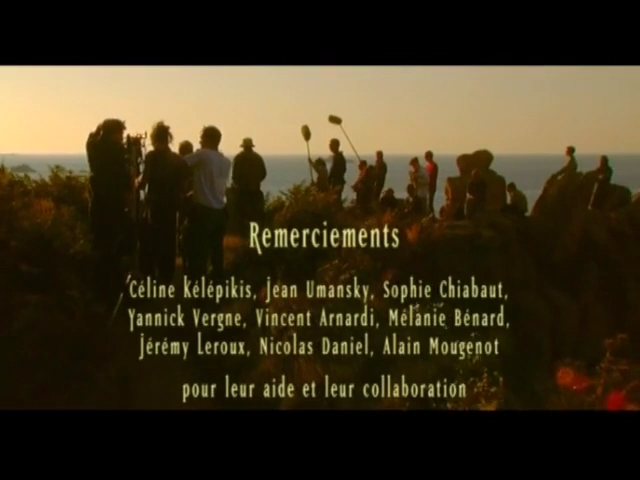 Remerciements
Céline Kélépikis, Jean Umansky, Sophie Chiabaut,
Yannick Vergne, Vincent Arnardi, Mélanie Bénard,
Jérémy Leroux, Nicolas Daniel, Alain Mougenot
pour leur aide et leur collaboration